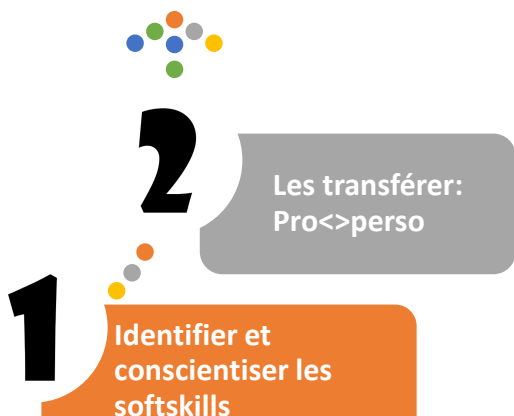 2
Les transférer:
Pro<>perso
1
Identifier et
conscientiser les
softskills